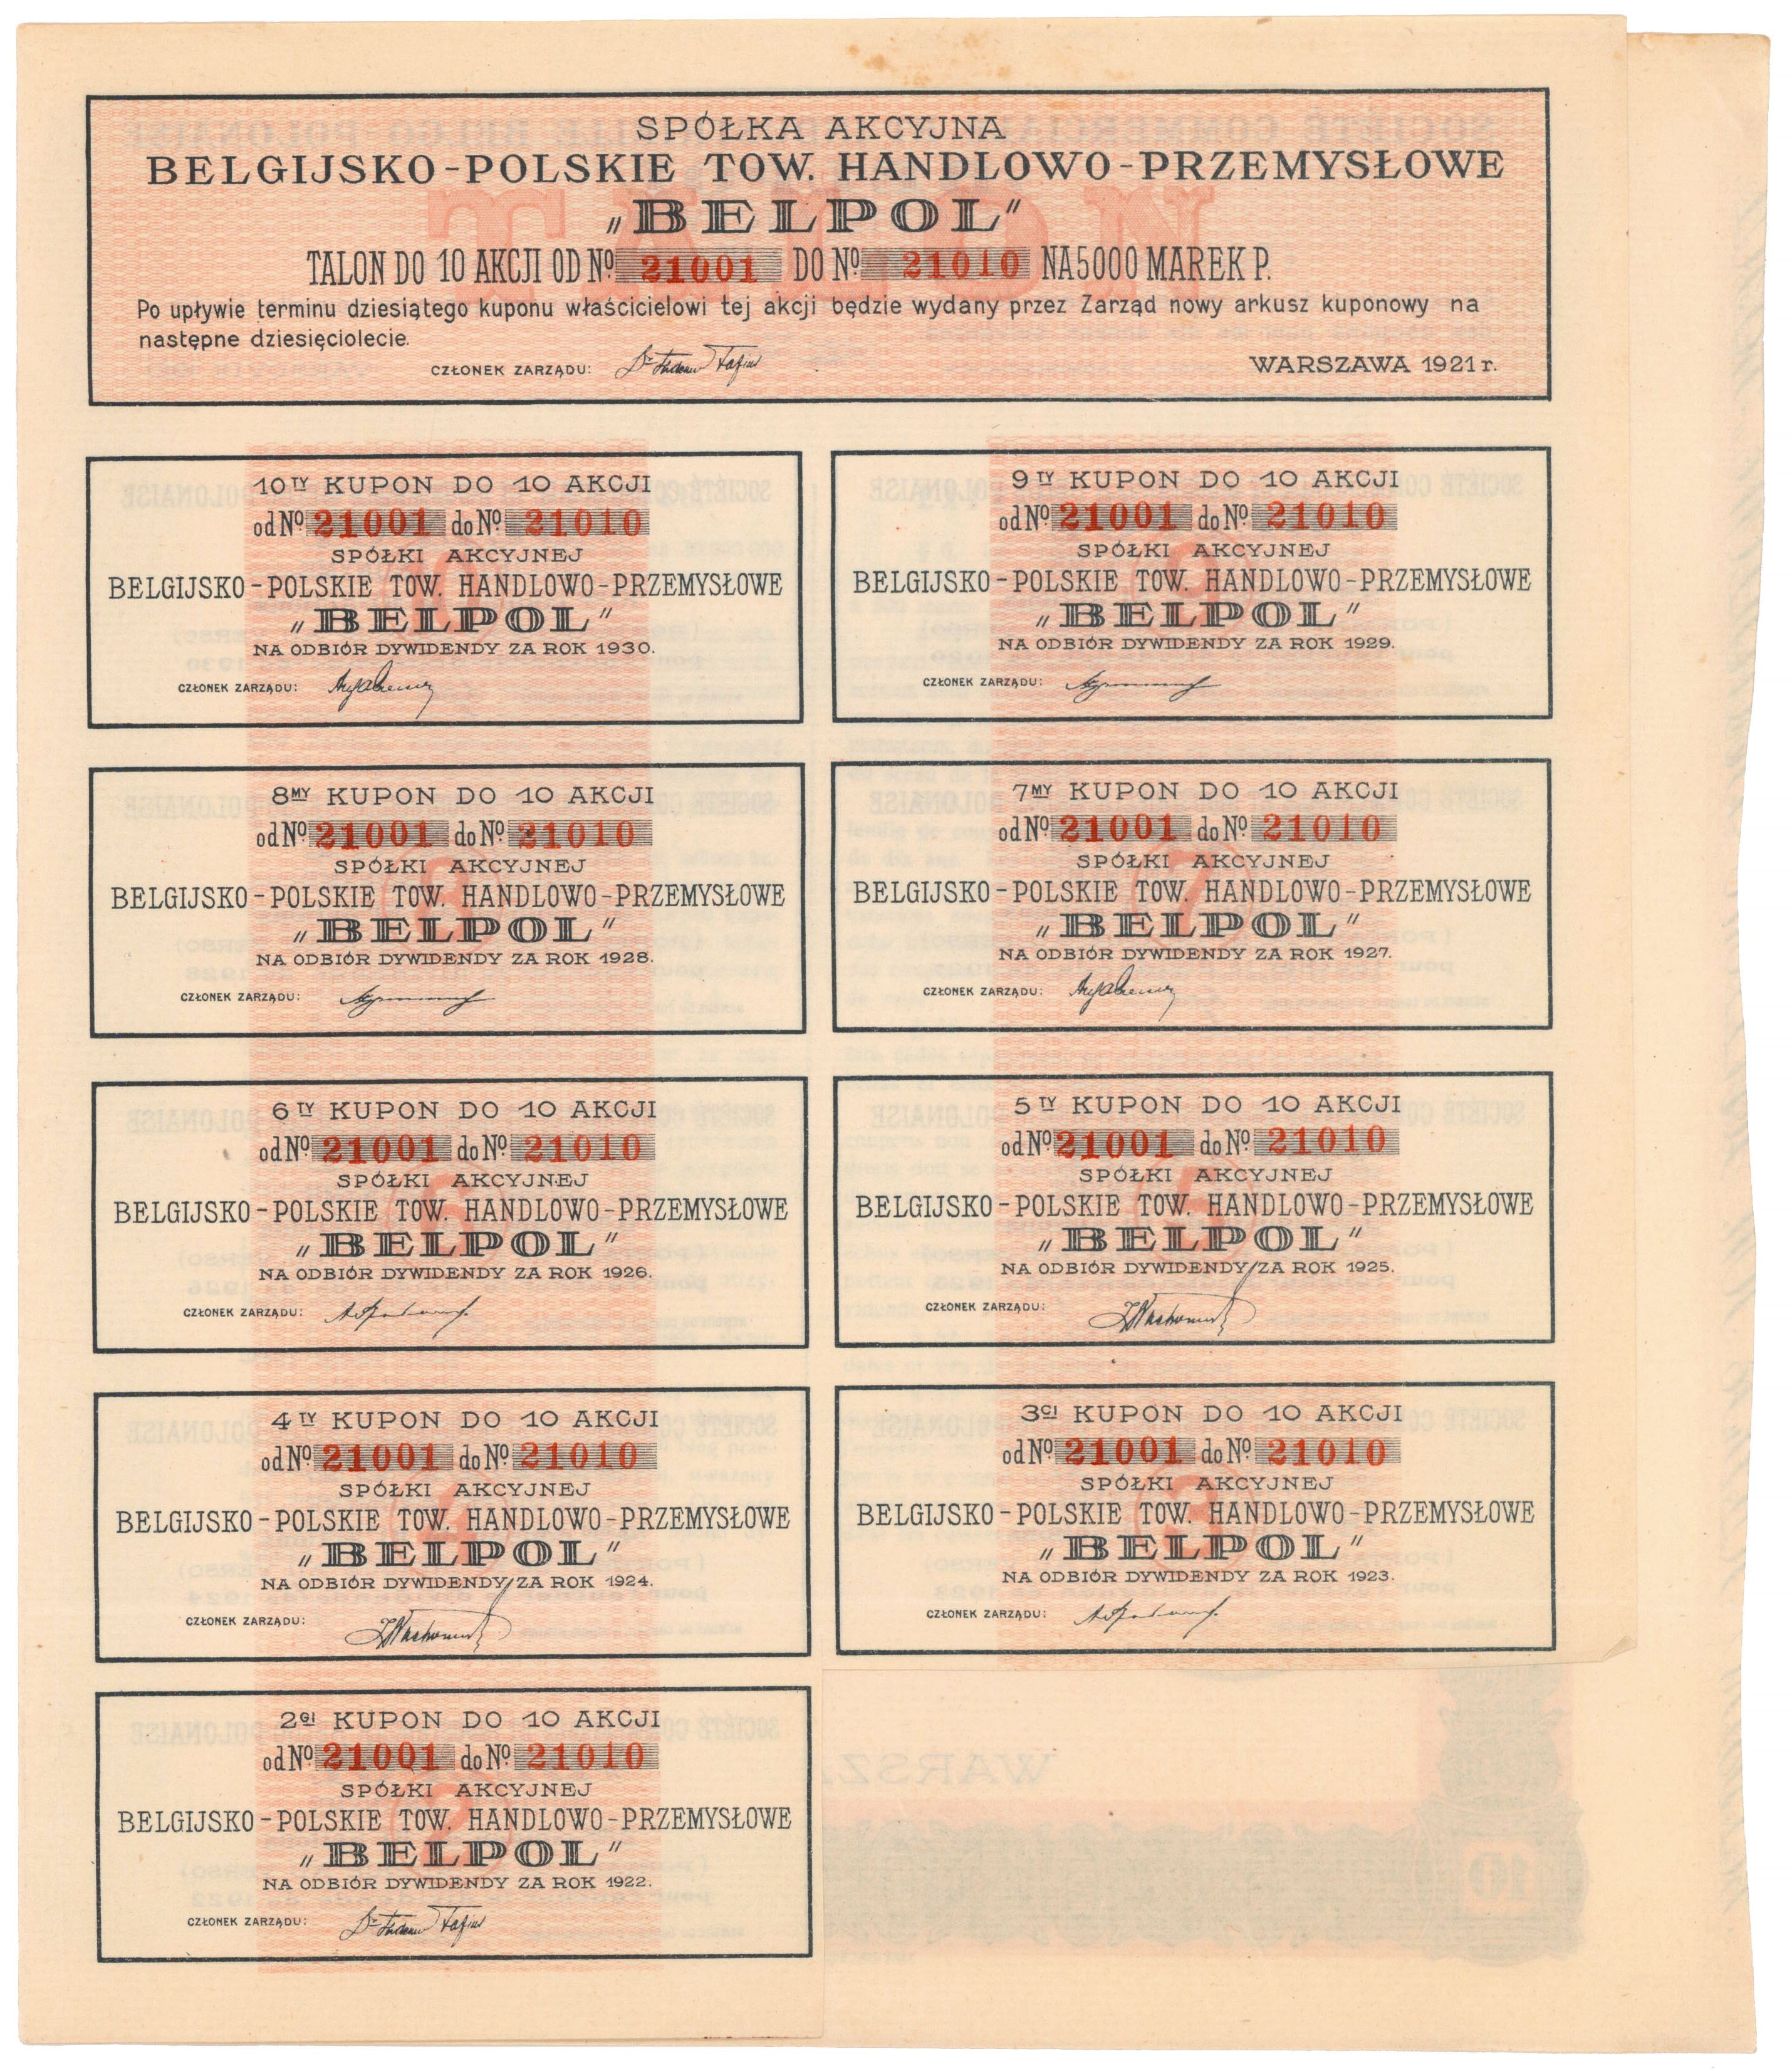 SPÓŁKA AKCYJNA
BELGIJSKO-POLSKIE TOW. HANDLOWO-PRZEMYSŁOWE
„BELPOL"
TALON DO 10 AKCJI OD Nº 21001 DO Nº 21010 NA 5000 MAREK P.
Po upływie terminu dziesiątego kuponu właścicielowi tej akcji będzie wydany przez Zarząd nowy arkusz kuponowy na
następne dziesięciolecie.
CZŁONEK ZARZĄDU:
WARSZAWA 1921 r.
10TY KUPON DO 10 AKCJI
od Nº 21001 do Nº 21010
SPÓŁKI AKCYJNEJ
BELGIJSKO-POLSKIE TOW. HANDLOWO-PRZEMYSŁOWE
„BELPOL"
NA ODBIÓR DYWIDENDY ZA ROK 1930.
CZŁONEK ZARZĄDU:
9TY KUPON DO 10 AKCJI
od Nº 21001 do Nº 21010
SPÓŁKI AKCYJNEJ
BELGIJSKO-POLSKIE TOW. HANDLOWO-PRZEMYSŁOWE
„BELPOL"
NA ODBIÓR DYWIDENDY ZA ROK 1929.
CZŁONEK ZARZĄDU:
8MY KUPON DO 10 AKCJI
od Nº 21001 do Nº 21010
SPÓŁKI AKCYJNEJ
BELGIJSKO-POLSKIE TOW. HANDLOWO-PRZEMYSŁOWE
„BELPOL"
NA ODBIÓR DYWIDENDY ZA ROK 1928.
CZŁONEK ZARZĄDU:
7MY KUPON DO 10 AKCJI
od Nº 21001 do Nº 21010
SPÓŁKI AKCYJNEJ
BELGIJSKO-POLSKIE TOW. HANDLOWO-PRZEMYSŁOWE
„BELPOL"
NA ODBIÓR DYWIDENDY ZA ROK 1927.
CZŁONEK ZARZĄDU:
6TY KUPON DO 10 AKCJI
od Nº 21001 do Nº 21010
SPÓŁKI AKCYJNEJ
BELGIJSKO-POLSKIE TOW. HANDLOWO-PRZEMYSŁOWE
„BELPOL"
NA ODBIÓR DYWIDENDY ZA ROK 1926.
CZŁONEK ZARZĄDU:
5TY KUPON DO 10 AKCJI
od Nº 21001 do Nº 21010
SPÓŁKI AKCYJNEJ
BELGIJSKO-POLSKIE TOW. HANDLOWO-PRZEMYSŁOWE
„BELPOL"
NA ODBIÓR DYWIDENDY ZA ROK 1925.
CZŁONEK ZARZĄDU:
4TY KUPON DO 10 AKCJI
od Nº 21001 do Nº 21010
SPÓŁKI AKCYJNEJ
BELGIJSKO-POLSKIE TOW. HANDLOWO-PRZEMYSŁOWE
„BELPOL"
NA ODBIÓR DYWIDENDY ZA ROK 1924.
CZŁONEK ZARZĄDU:
3CI KUPON DO 10 AKCJI
od Nº 21001 do Nº 21010
SPÓŁKI AKCYJNEJ
BELGIJSKO-POLSKIE TOW. HANDLOWO-PRZEMYSŁOWE
„BELPOL"
NA ODBIÓR DYWIDENDY ZA ROK 1923.
CZŁONEK ZARZĄDU:
2GI KUPON DO 10 AKCJI
od Nº 21001 do Nº 21010
SPÓŁKI AKCYJNEJ
BELGIJSKO-POLSKIE TOW. HANDLOWO-PRZEMYSŁOWE
„BELPOL"
NA ODBIÓR DYWIDENDY ZA ROK 1922.
CZŁONEK ZARZĄDU: